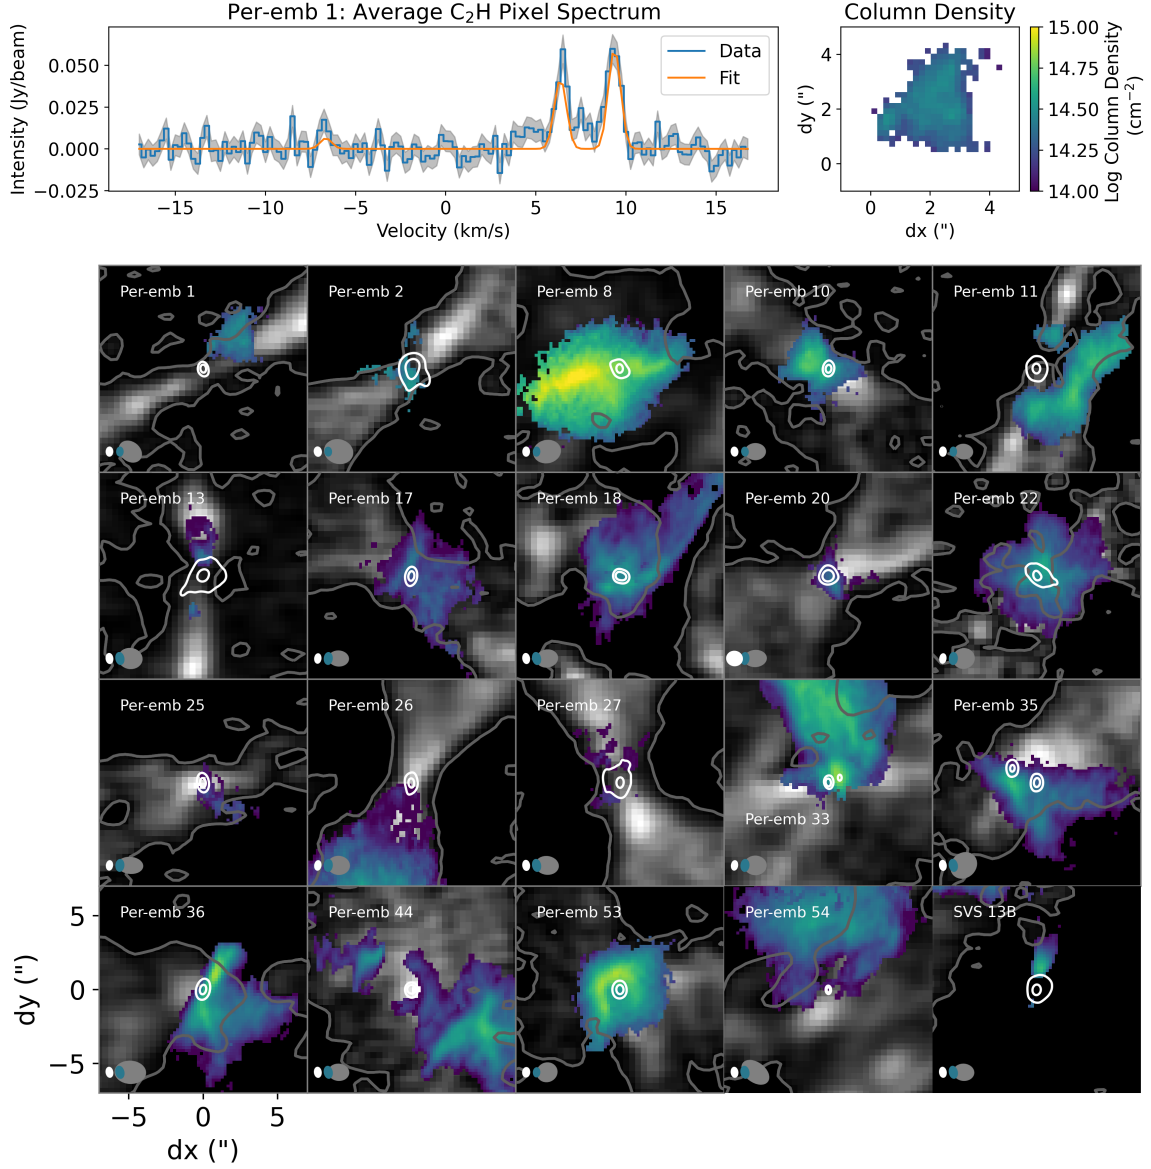 Per-emb 1: Average C₂H Pixel Spectrum
Column Density
Intensity (Jy/beam)
0.050
0.025
0.000
−0.025
−15
−10
−5
0
5
10
15
Velocity (km/s)
Data
Fit
dy (")
4
2
0
0
2
4
dx (")
15.00
14.75
14.50
14.25
14.00
Log Column Density
(cm⁻²)
Per-emb 1
Per-emb 2
Per-emb 8
Per-emb 10
Per-emb 11
Per-emb 13
Per-emb 17
Per-emb 18
Per-emb 20
Per-emb 22
Per-emb 25
Per-emb 26
Per-emb 27
Per-emb 33
Per-emb 35
Per-emb 36
Per-emb 44
Per-emb 53
Per-emb 54
SVS 13B
dy (")
5
0
−5
−5
0
5
dx (")